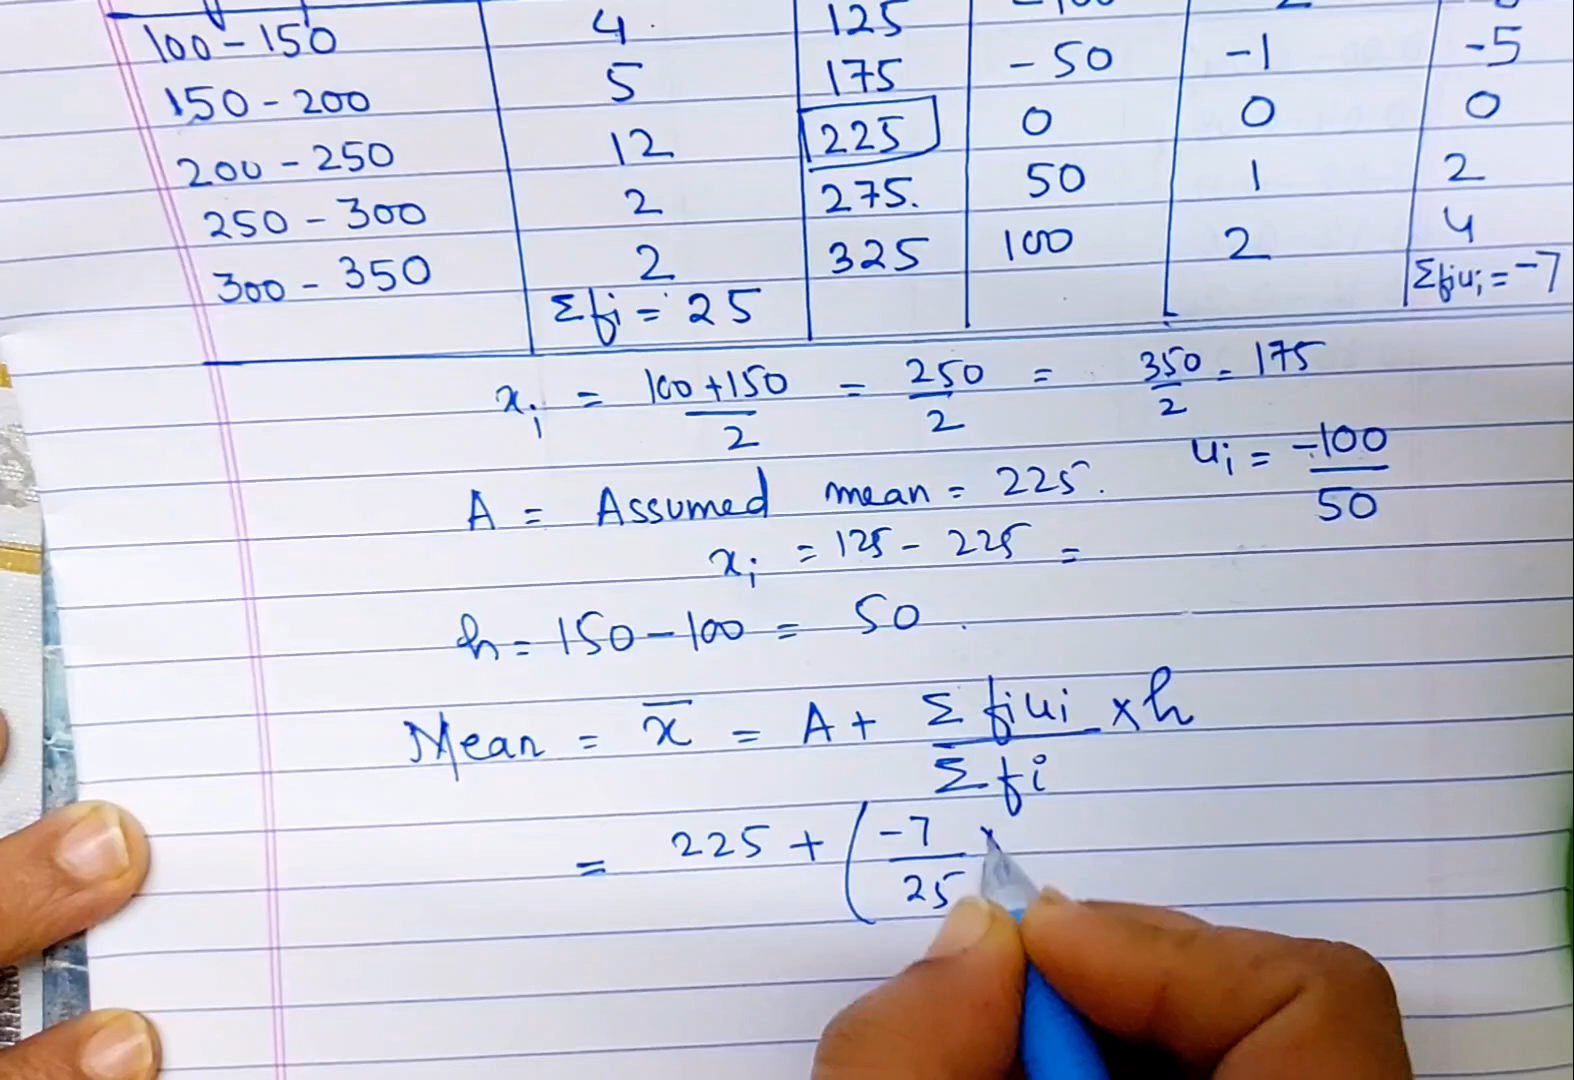 100 - 150 4 125 -100 -2
150 - 200 5 175 - 50 -1 -5
200 - 250 12 225 0 0 0
250 - 300 2 275. 50 1 2
300 - 350 2 325 100 2 4
Σfi = 25 Σfiui = -7
xi = 100+150/2 = 250/2 = 350/2 = 175
A = Assumed mean = 225. ui = -100/50
xi = 125 - 225 =
h = 150 - 100 = 50.
Mean = x̄ = A + Σfiui/Σfi × h
= 225 + ( -7/25 ×